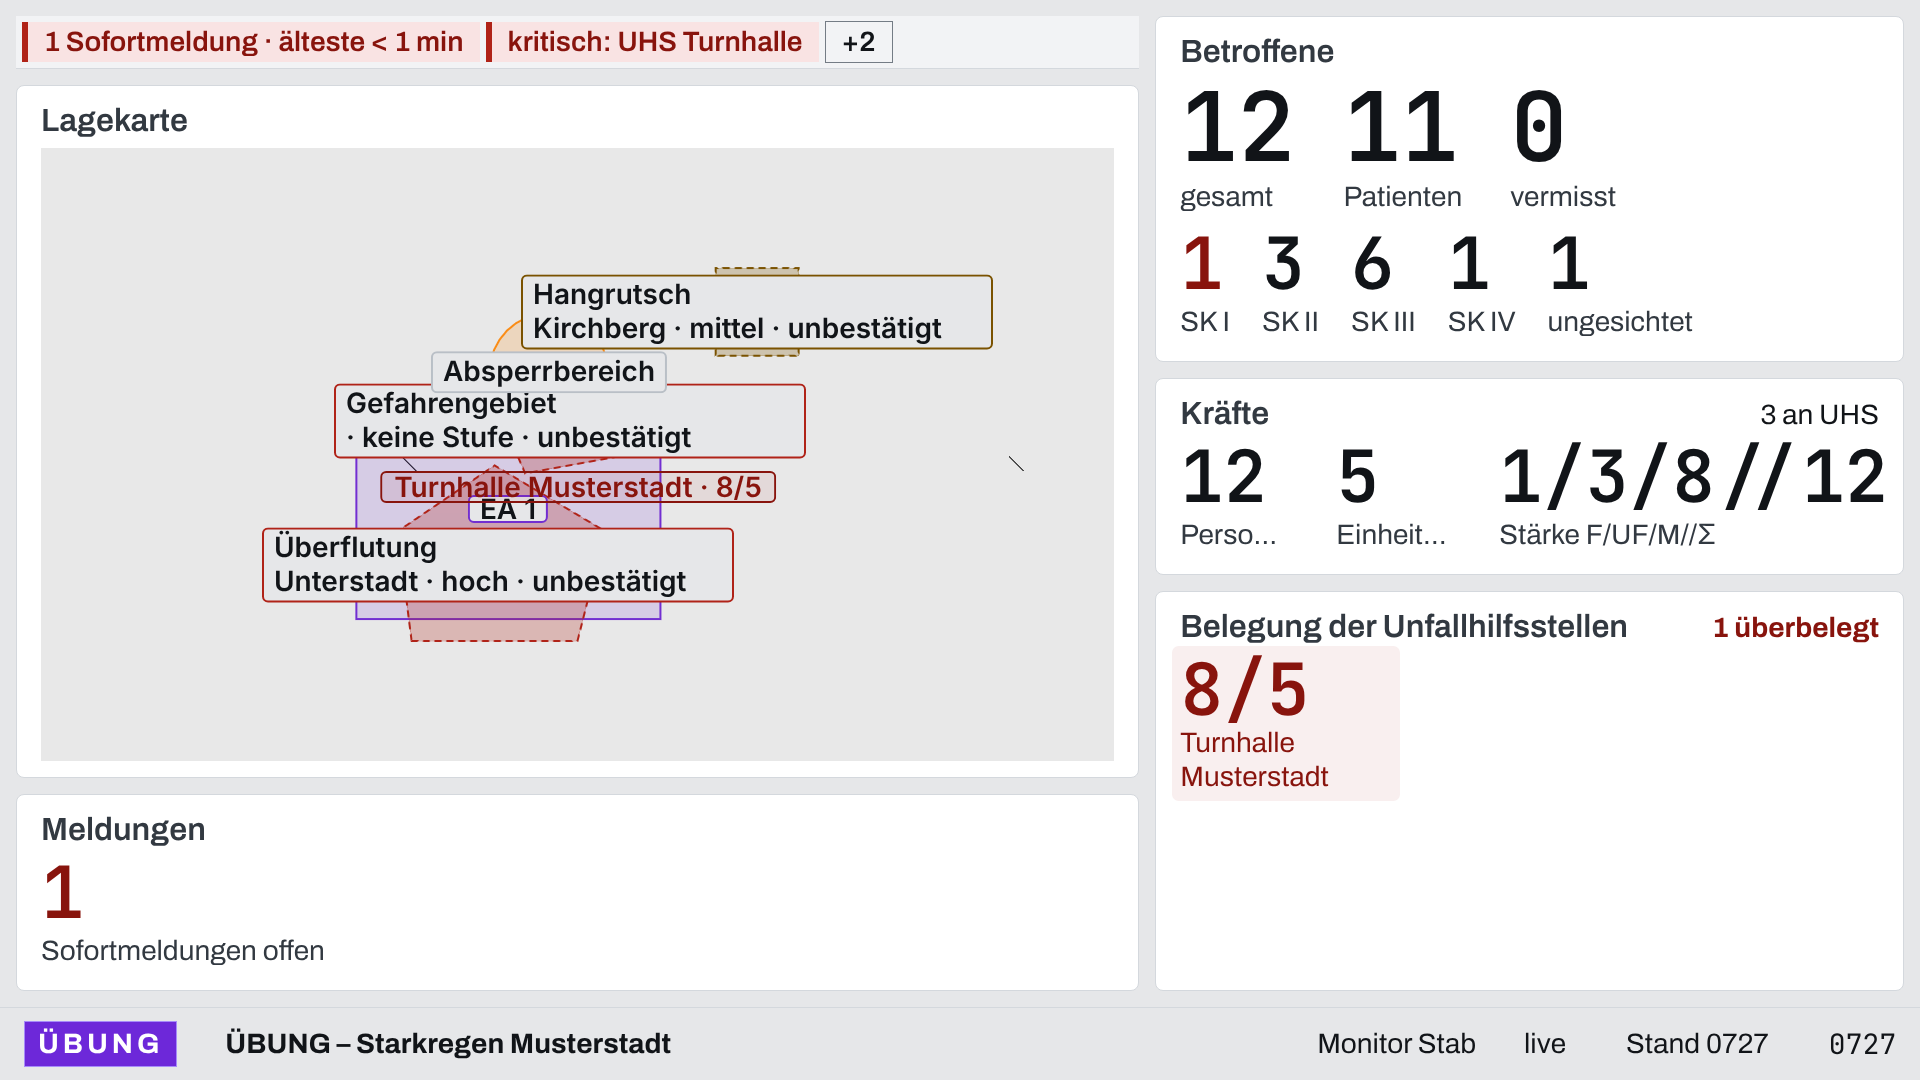 1 Sofortmeldung · älteste < 1 min
kritisch: UHS Turnhalle
+2
Lagekarte
Hangrutsch
Kirchberg · mittel · unbestätigt
Absperrbereich
Gefahrengebiet
· keine Stufe · unbestätigt
Turnhalle Musterstadt · 8/5
EA 1
Überflutung
Unterstadt · hoch · unbestätigt
Meldungen
1
Sofortmeldungen offen
Betroffene
12 11 0
gesamt Patienten vermisst
1 3 6 1 1
SK I SK II SK III SK IV ungesichtet
Kräfte 3 an UHS
12 5 1/3/8//12
Perso... Einheit... Stärke F/UF/M//Σ
Belegung der Unfallhilfsstellen 1 überbelegt
8/5
Turnhalle
Musterstadt
ÜBUNG ÜBUNG – Starkregen Musterstadt Monitor Stab live Stand 0727 0727